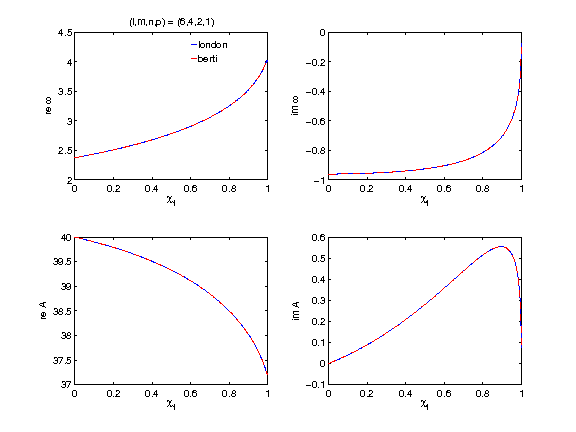 (l,m,n,p) = (6,4,2,1)
4.5
4
3.5
3
2.5
2
re ω
london
berti
0 0.2 0.4 0.6 0.8 1
χf
0
−0.2
−0.4
−0.6
−0.8
−1
im ω
0 0.2 0.4 0.6 0.8 1
χf
40
39.5
39
38.5
38
37.5
37
re A
0 0.2 0.4 0.6 0.8 1
χf
0.6
0.5
0.4
0.3
0.2
0.1
0
−0.1
im A
0 0.2 0.4 0.6 0.8 1
χf